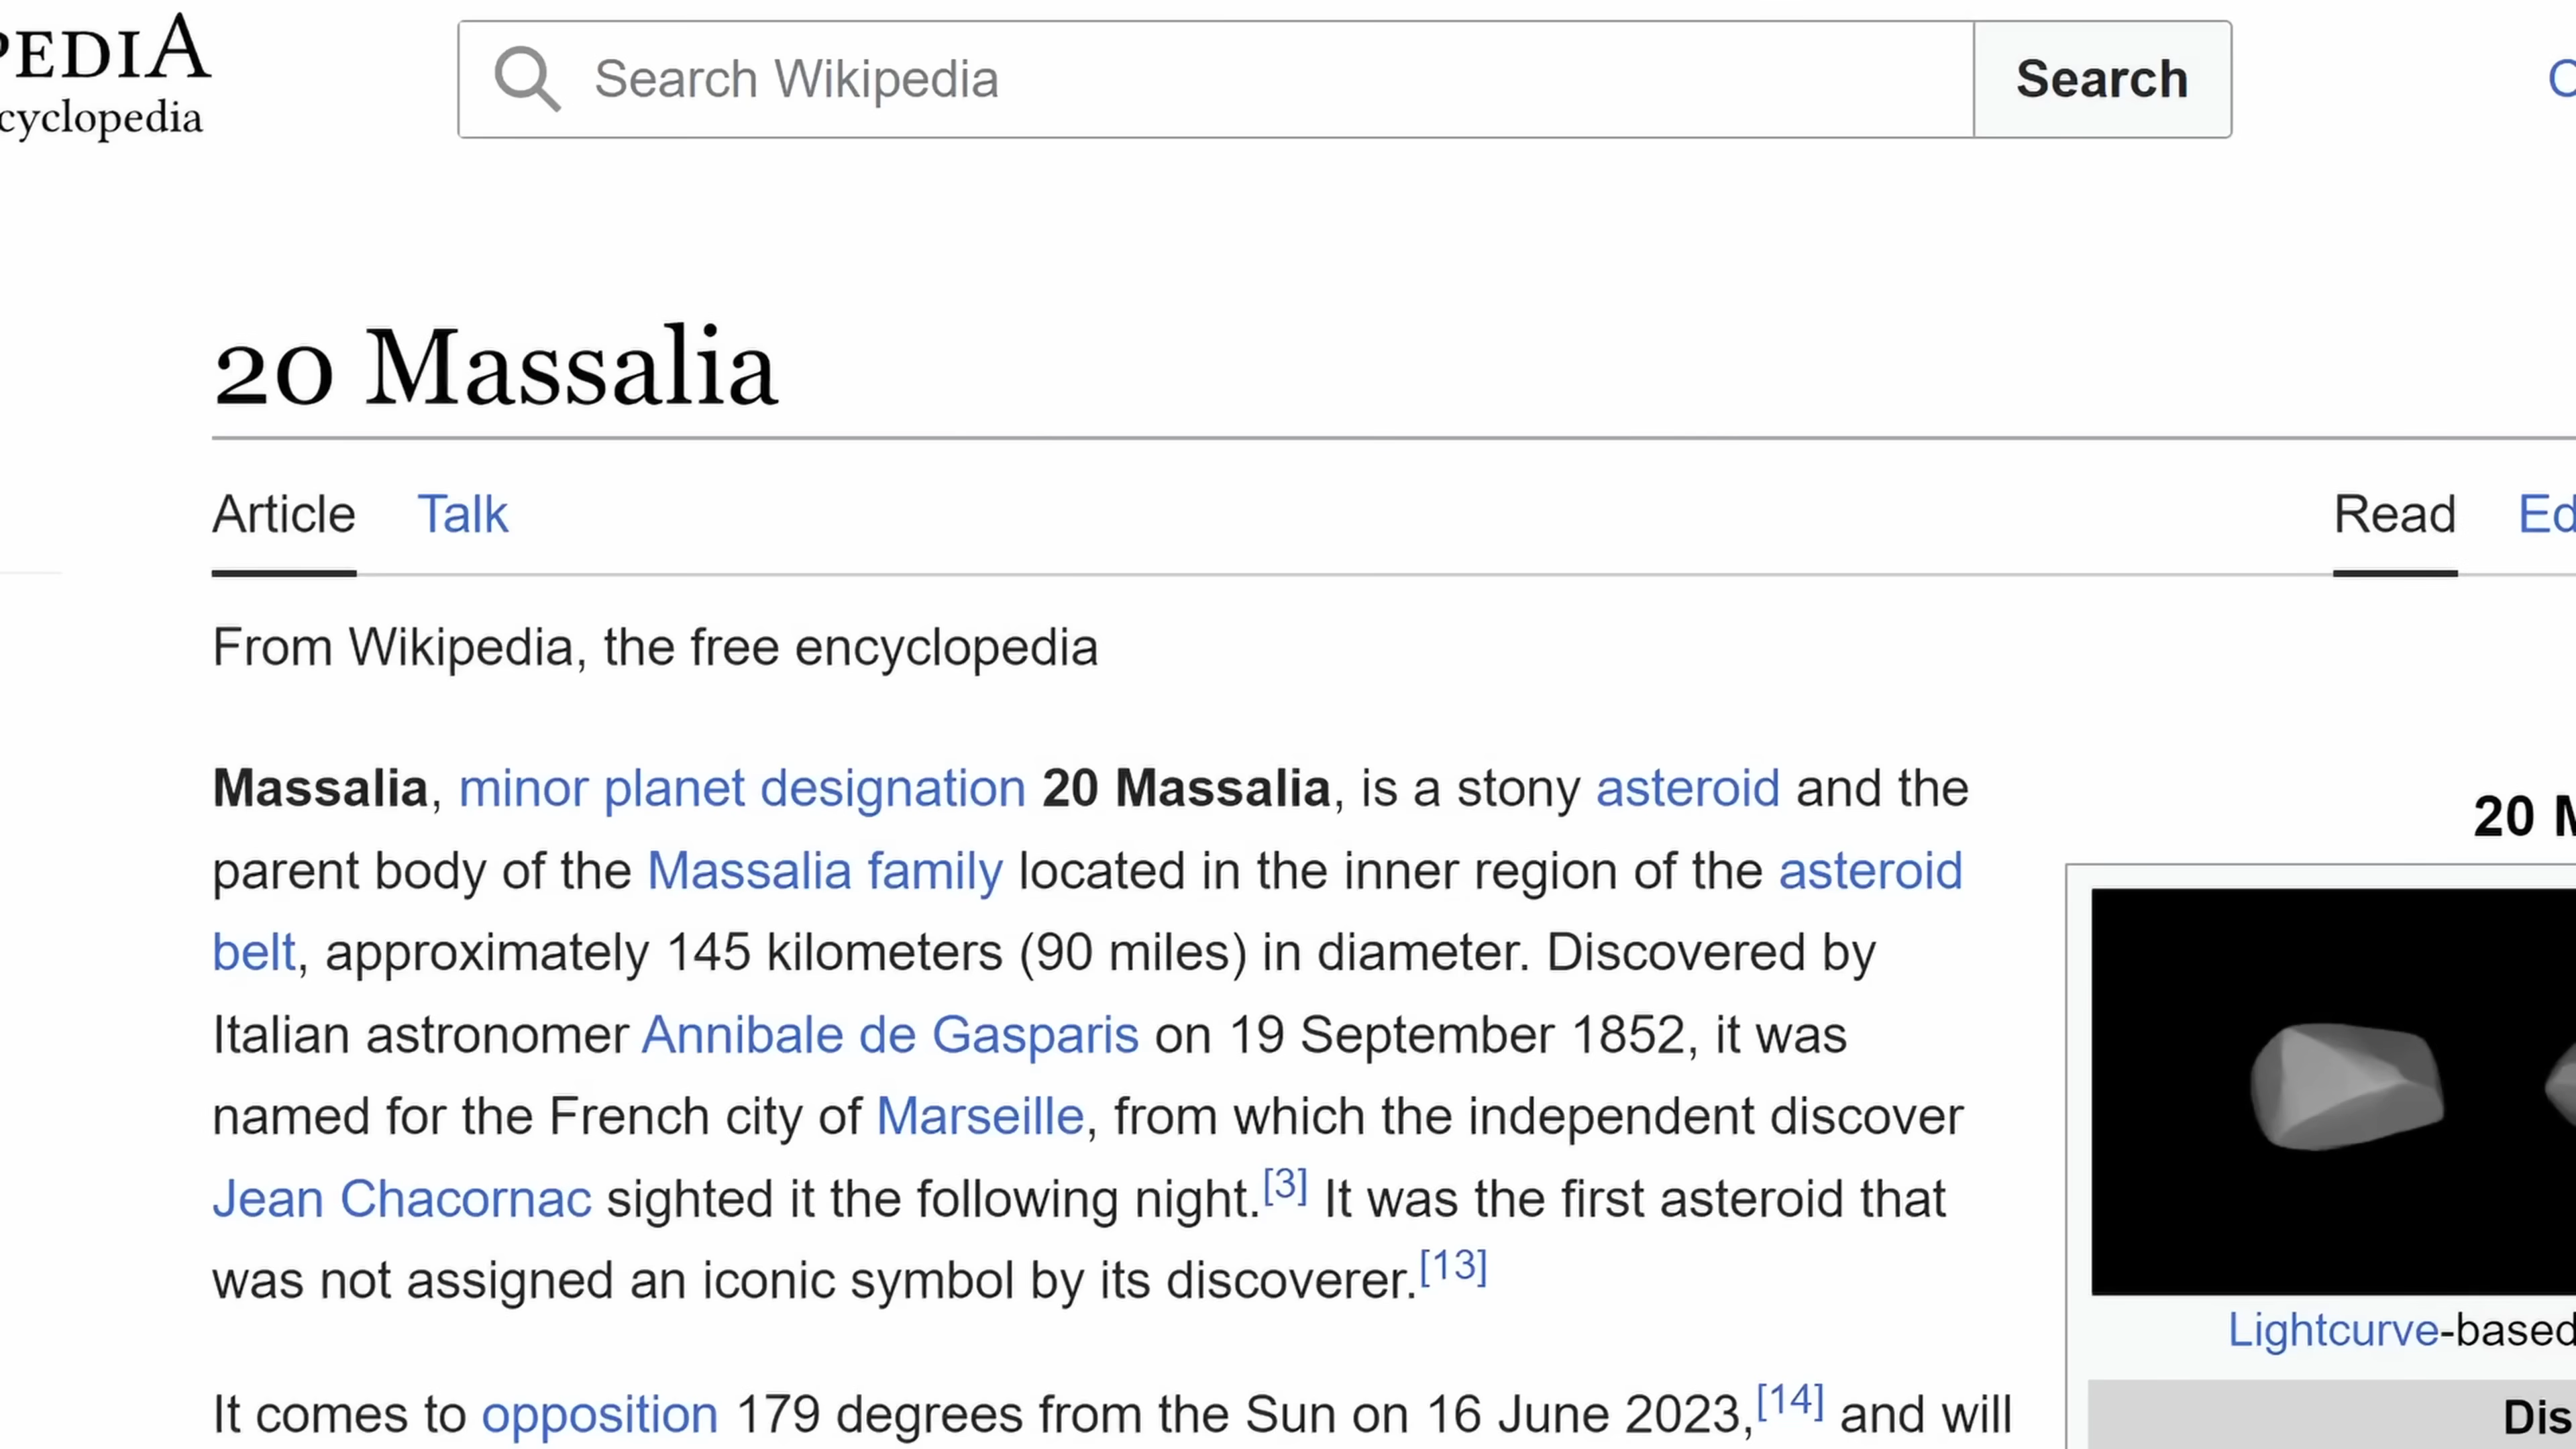 PEDIA
cyclopedia
Search Wikipedia
Search
20 Massalia
Article Talk
Read
From Wikipedia, the free encyclopedia
Massalia, minor planet designation 20 Massalia, is a stony asteroid and the
parent body of the Massalia family located in the inner region of the asteroid
belt, approximately 145 kilometers (90 miles) in diameter. Discovered by
Italian astronomer Annibale de Gasparis on 19 September 1852, it was
named for the French city of Marseille, from which the independent discover
Jean Chacornac sighted it the following night.[3] It was the first asteroid that
was not assigned an iconic symbol by its discoverer.[13]
It comes to opposition 179 degrees from the Sun on 16 June 2023,[14] and will
20 M
Lightcurve-based
Dis